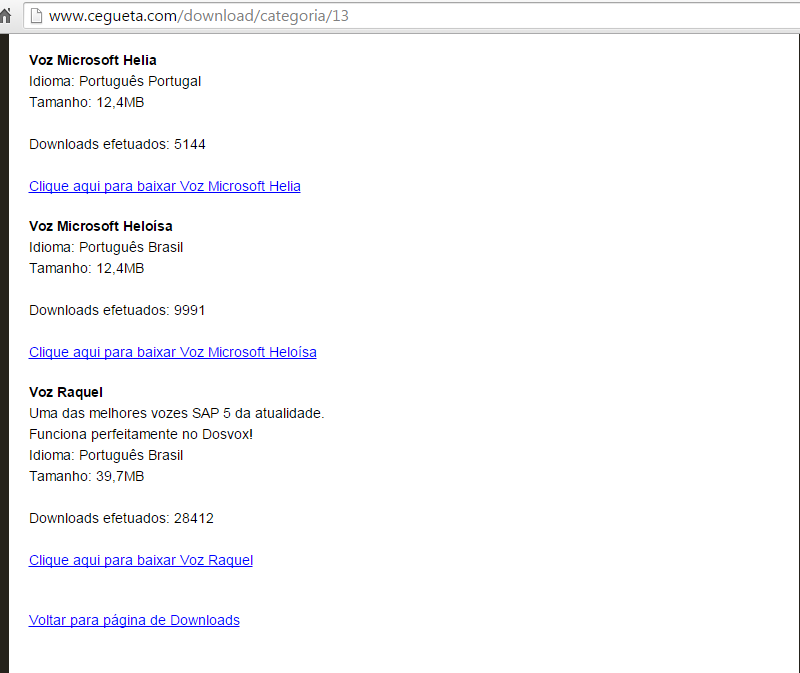 www.cegueta.com/download/categoria/13
Voz Microsoft Helia
Idioma: Português Portugal
Tamanho: 12,4MB
Downloads efetuados: 5144
Clique aqui para baixar Voz Microsoft Helia
Voz Microsoft Heloísa
Idioma: Português Brasil
Tamanho: 12,4MB
Downloads efetuados: 9991
Clique aqui para baixar Voz Microsoft Heloísa
Voz Raquel
Uma das melhores vozes SAP 5 da atualidade.
Funciona perfeitamente no Dosvox!
Idioma: Português Brasil
Tamanho: 39,7MB
Downloads efetuados: 28412
Clique aqui para baixar Voz Raquel
Voltar para página de Downloads